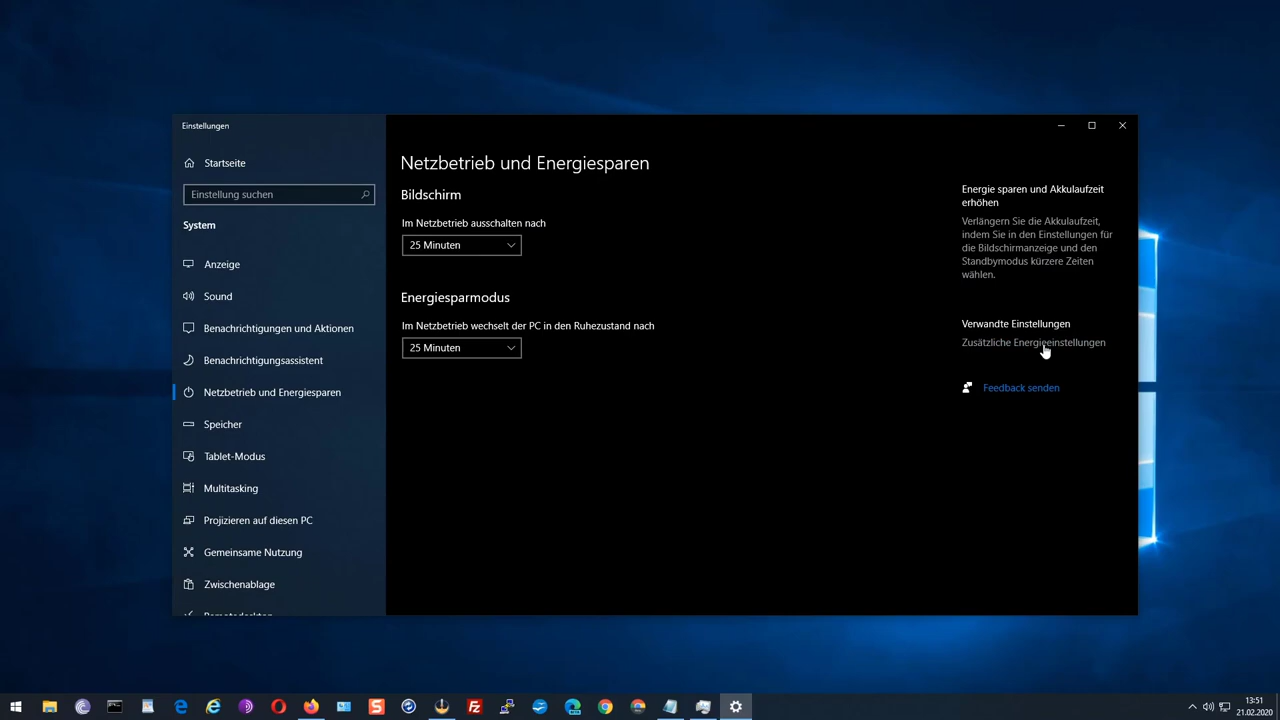 Einstellungen
Startseite
Einstellung suchen
System
Anzeige
Sound
Benachrichtigungen und Aktionen
Benachrichtigungsassistent
Netzbetrieb und Energiesparen
Speicher
Tablet-Modus
Multitasking
Projizieren auf diesen PC
Gemeinsame Nutzung
Zwischenablage
Remotedesktop
Netzbetrieb und Energiesparen
Bildschirm
Im Netzbetrieb ausschalten nach
25 Minuten
Energiesparmodus
Im Netzbetrieb wechselt der PC in den Ruhezustand nach
25 Minuten
Energie sparen und Akkulaufzeit
erhöhen
Verlängern Sie die Akkulaufzeit,
indem Sie in den Einstellungen für
die Bildschirmanzeige und den
Standbymodus kürzere Zeiten
wählen.
Verwandte Einstellungen
Zusätzliche Energieeinstellungen
Feedback senden
13:51
21.02.2020